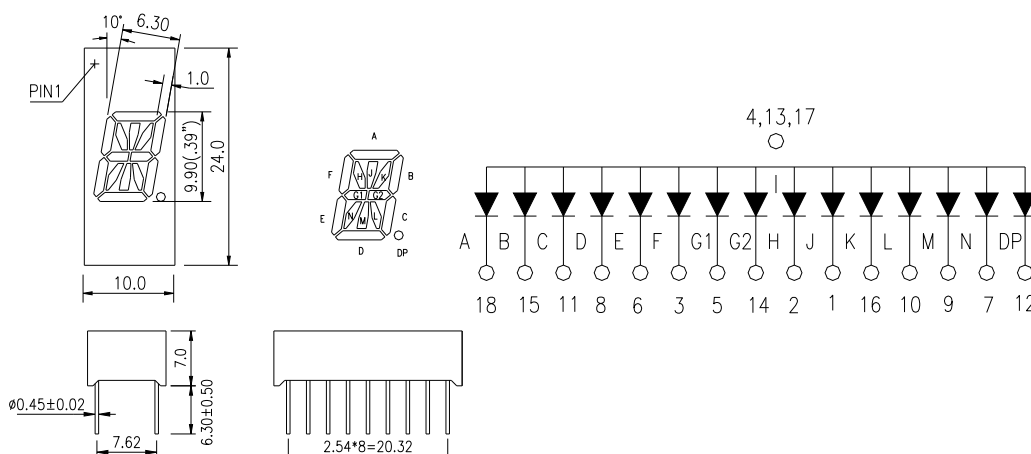 10° 6.30
PIN1
1.0
9.90(.39")
24.0
10.0
A
F H J K B
G1 G2
E N M L C
D DP
4,13,17
A B C D E F G1 G2 H J K L M N DP
18 15 11 8 6 3 5 14 2 1 16 10 9 7 12
7.0
ø0.45±0.02
6.30±0.50
7.62
2.54*8=20.32